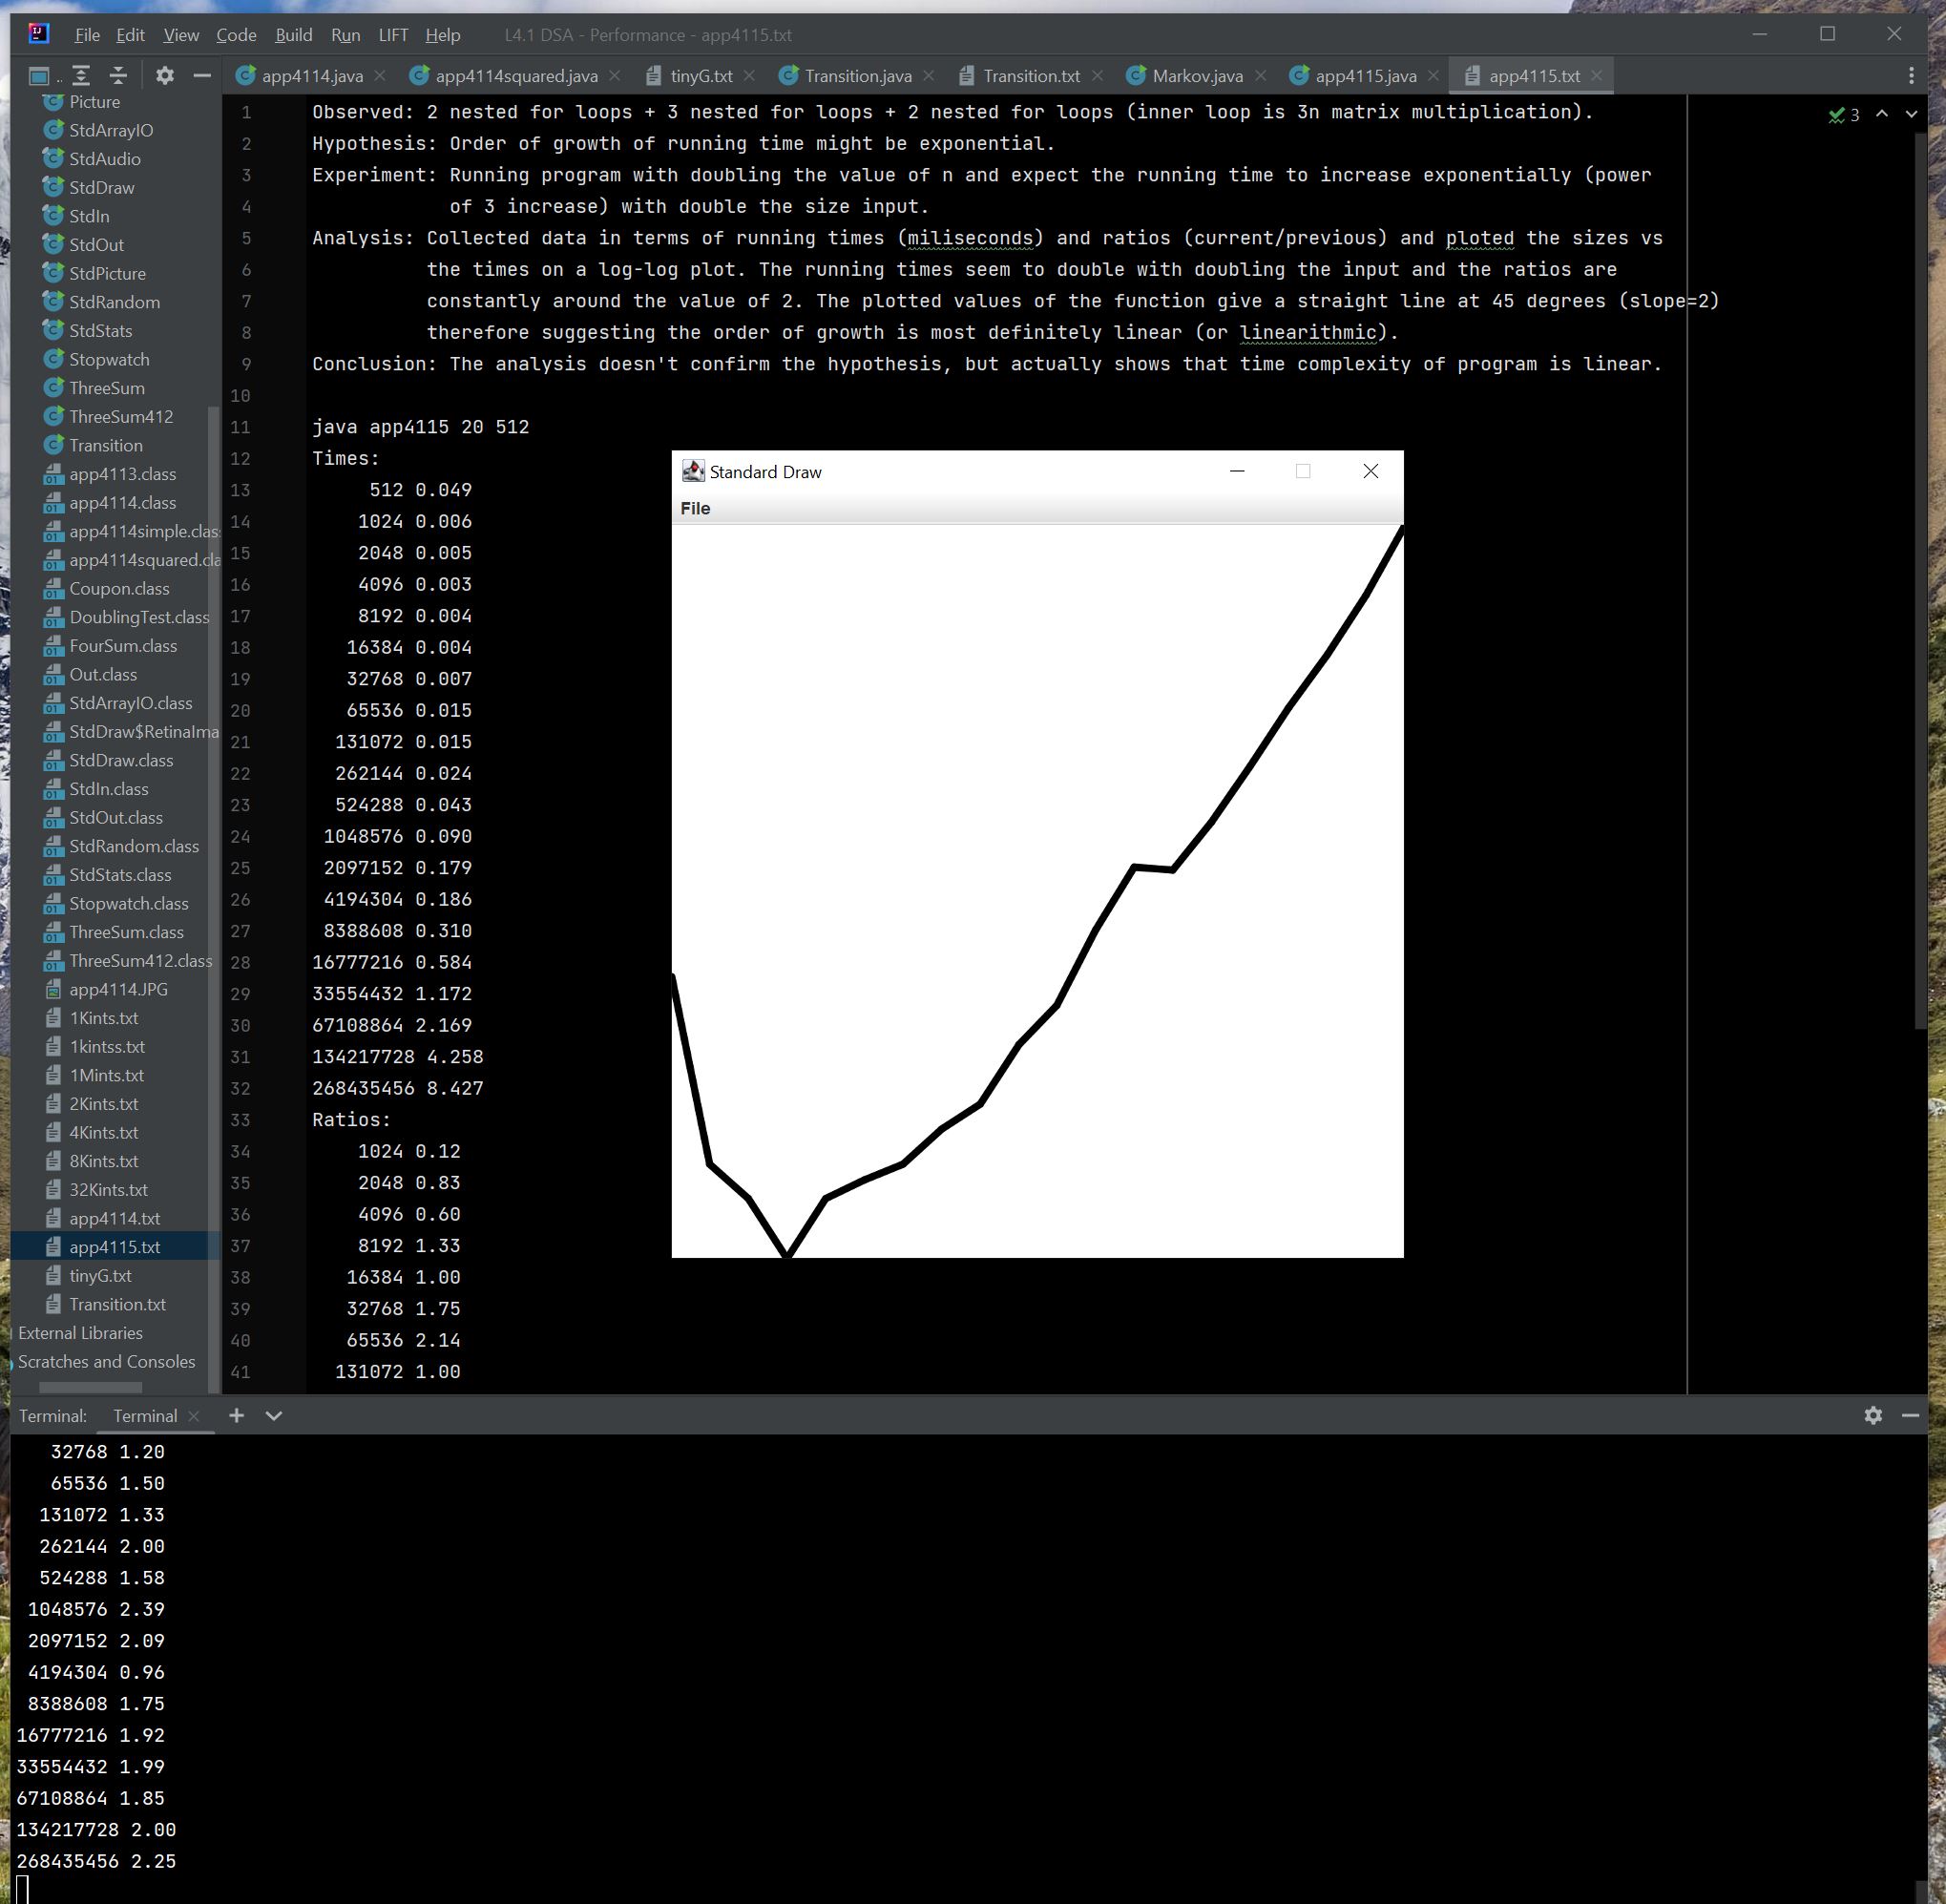 File Edit View Code Build Run LIFT Help L4.1 DSA - Performance - app4115.txt
app4114.java app4114squared.java tinyG.txt Transition.java Transition.txt Markov.java app4115.java app4115.txt
Picture
StdArrayIO
StdAudio
StdDraw
StdIn
StdOut
StdPicture
StdRandom
StdStats
Stopwatch
ThreeSum
ThreeSum412
Transition
app4113.class
app4114.class
app4114simple.clas
app4114squared.cla
Coupon.class
DoublingTest.class
FourSum.class
Out.class
StdArrayIO.class
StdDraw$RetinaIma
StdDraw.class
StdIn.class
StdOut.class
StdRandom.class
StdStats.class
Stopwatch.class
ThreeSum.class
ThreeSum412.class
app4114.JPG
1Kints.txt
1kintss.txt
1Mints.txt
2Kints.txt
4Kints.txt
8Kints.txt
32Kints.txt
app4114.txt
app4115.txt
tinyG.txt
Transition.txt
External Libraries
Scratches and Consoles
3
1 Observed: 2 nested for loops + 3 nested for loops + 2 nested for loops (inner loop is 3n matrix multiplication).
2 Hypothesis: Order of growth of running time might be exponential.
3 Experiment: Running program with doubling the value of n and expect the running time to increase exponentially (power
4 of 3 increase) with double the size input.
5 Analysis: Collected data in terms of running times (miliseconds) and ratios (current/previous) and ploted the sizes vs
6 the times on a log-log plot. The running times seem to double with doubling the input and the ratios are
7 constantly around the value of 2. The plotted values of the function give a straight line at 45 degrees (slope=2)
8 therefore suggesting the order of growth is most definitely linear (or linearithmic).
9 Conclusion: The analysis doesn't confirm the hypothesis, but actually shows that time complexity of program is linear.
10
11 java app4115 20 512
12 Times:
13 512 0.049
14 1024 0.006
15 2048 0.005
16 4096 0.003
17 8192 0.004
18 16384 0.004
19 32768 0.007
20 65536 0.015
21 131072 0.015
22 262144 0.024
23 524288 0.043
24 1048576 0.090
25 2097152 0.179
26 4194304 0.186
27 8388608 0.310
28 16777216 0.584
29 33554432 1.172
30 67108864 2.169
31 134217728 4.258
32 268435456 8.427
33 Ratios:
34 1024 0.12
35 2048 0.83
36 4096 0.60
37 8192 1.33
38 16384 1.00
39 32768 1.75
40 65536 2.14
41 131072 1.00
Standard Draw
File
Terminal: Terminal
32768 1.20
65536 1.50
131072 1.33
262144 2.00
524288 1.58
1048576 2.39
2097152 2.09
4194304 0.96
8388608 1.75
16777216 1.92
33554432 1.99
67108864 1.85
134217728 2.00
268435456 2.25